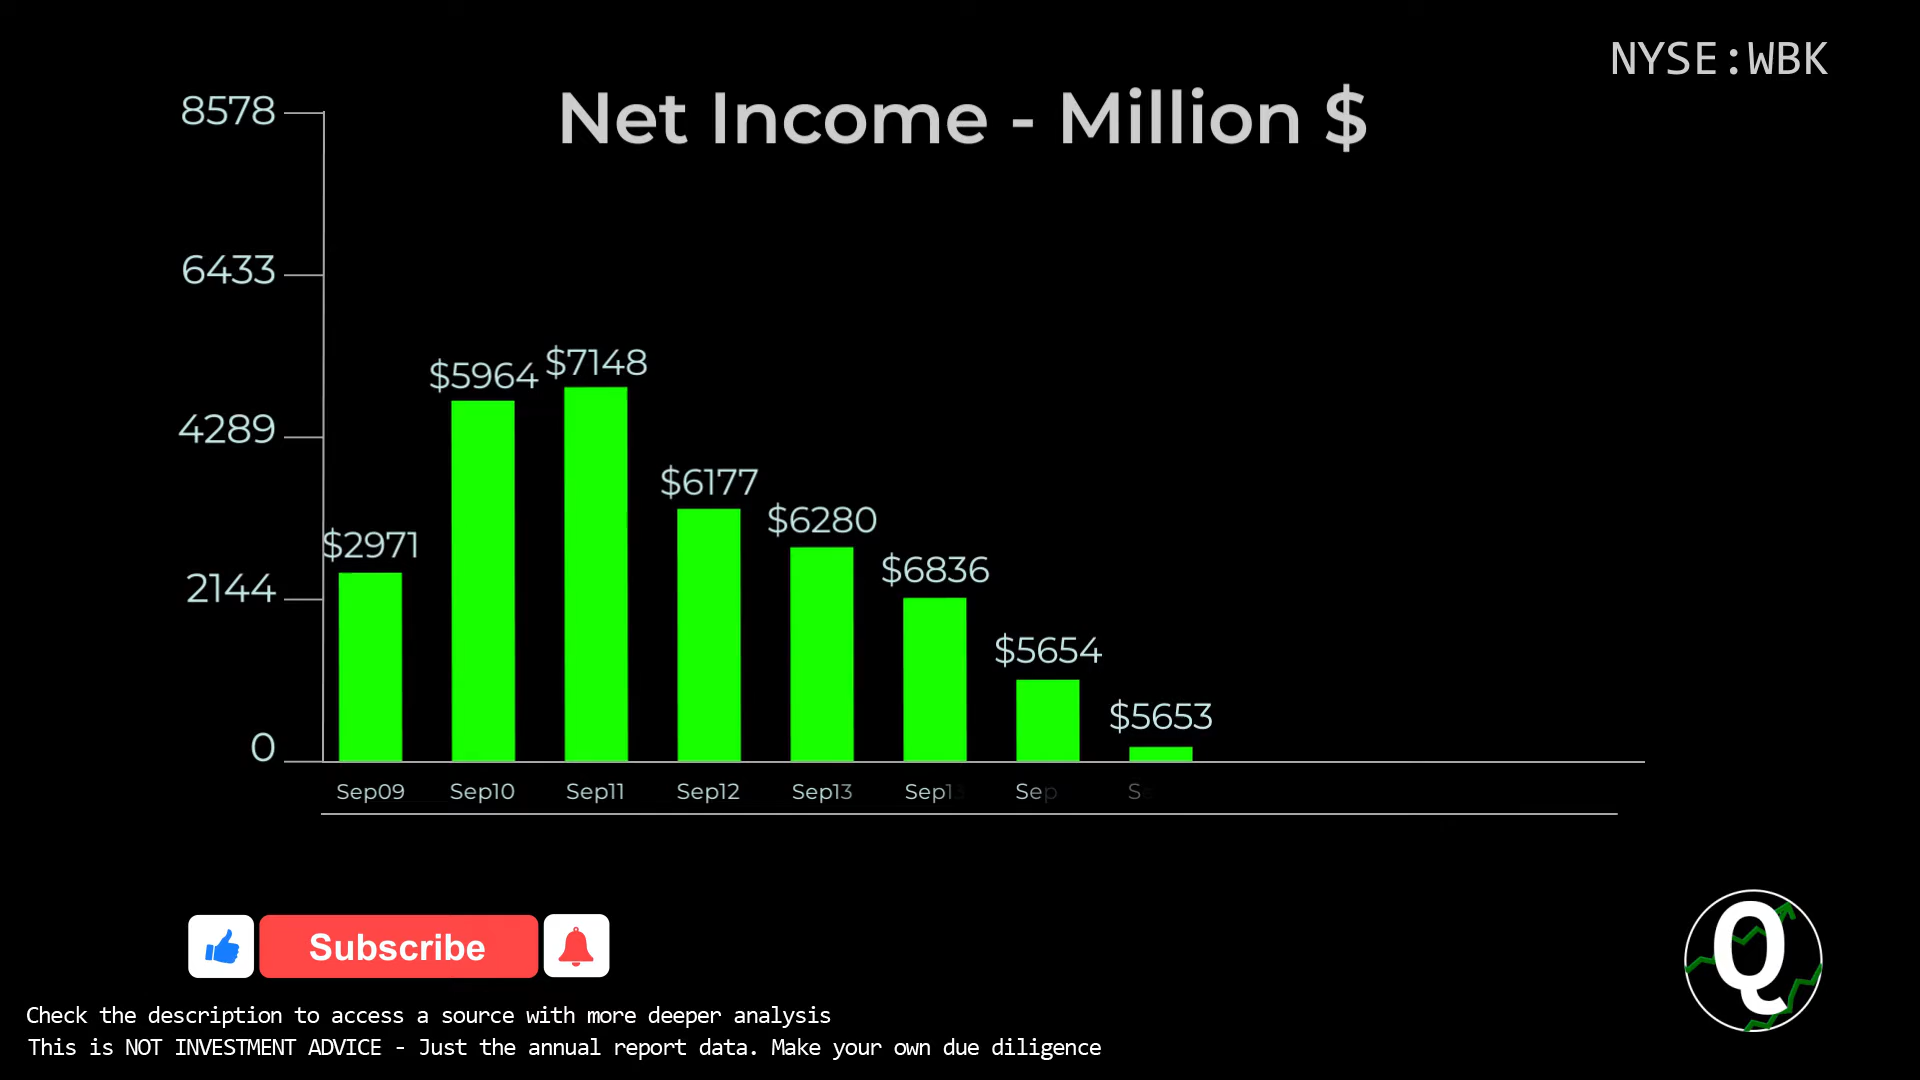 NYSE:WBK
Net Income - Million $
8578
6433
4289
2144
0
$2971
$5964
$7148
$6177
$6280
$6836
$5654
$5653
Sep09 Sep10 Sep11 Sep12 Sep13 Sep1 Sep S
Subscribe
Q
Check the description to access a source with more deeper analysis
This is NOT INVESTMENT ADVICE - Just the annual report data. Make your own due diligence